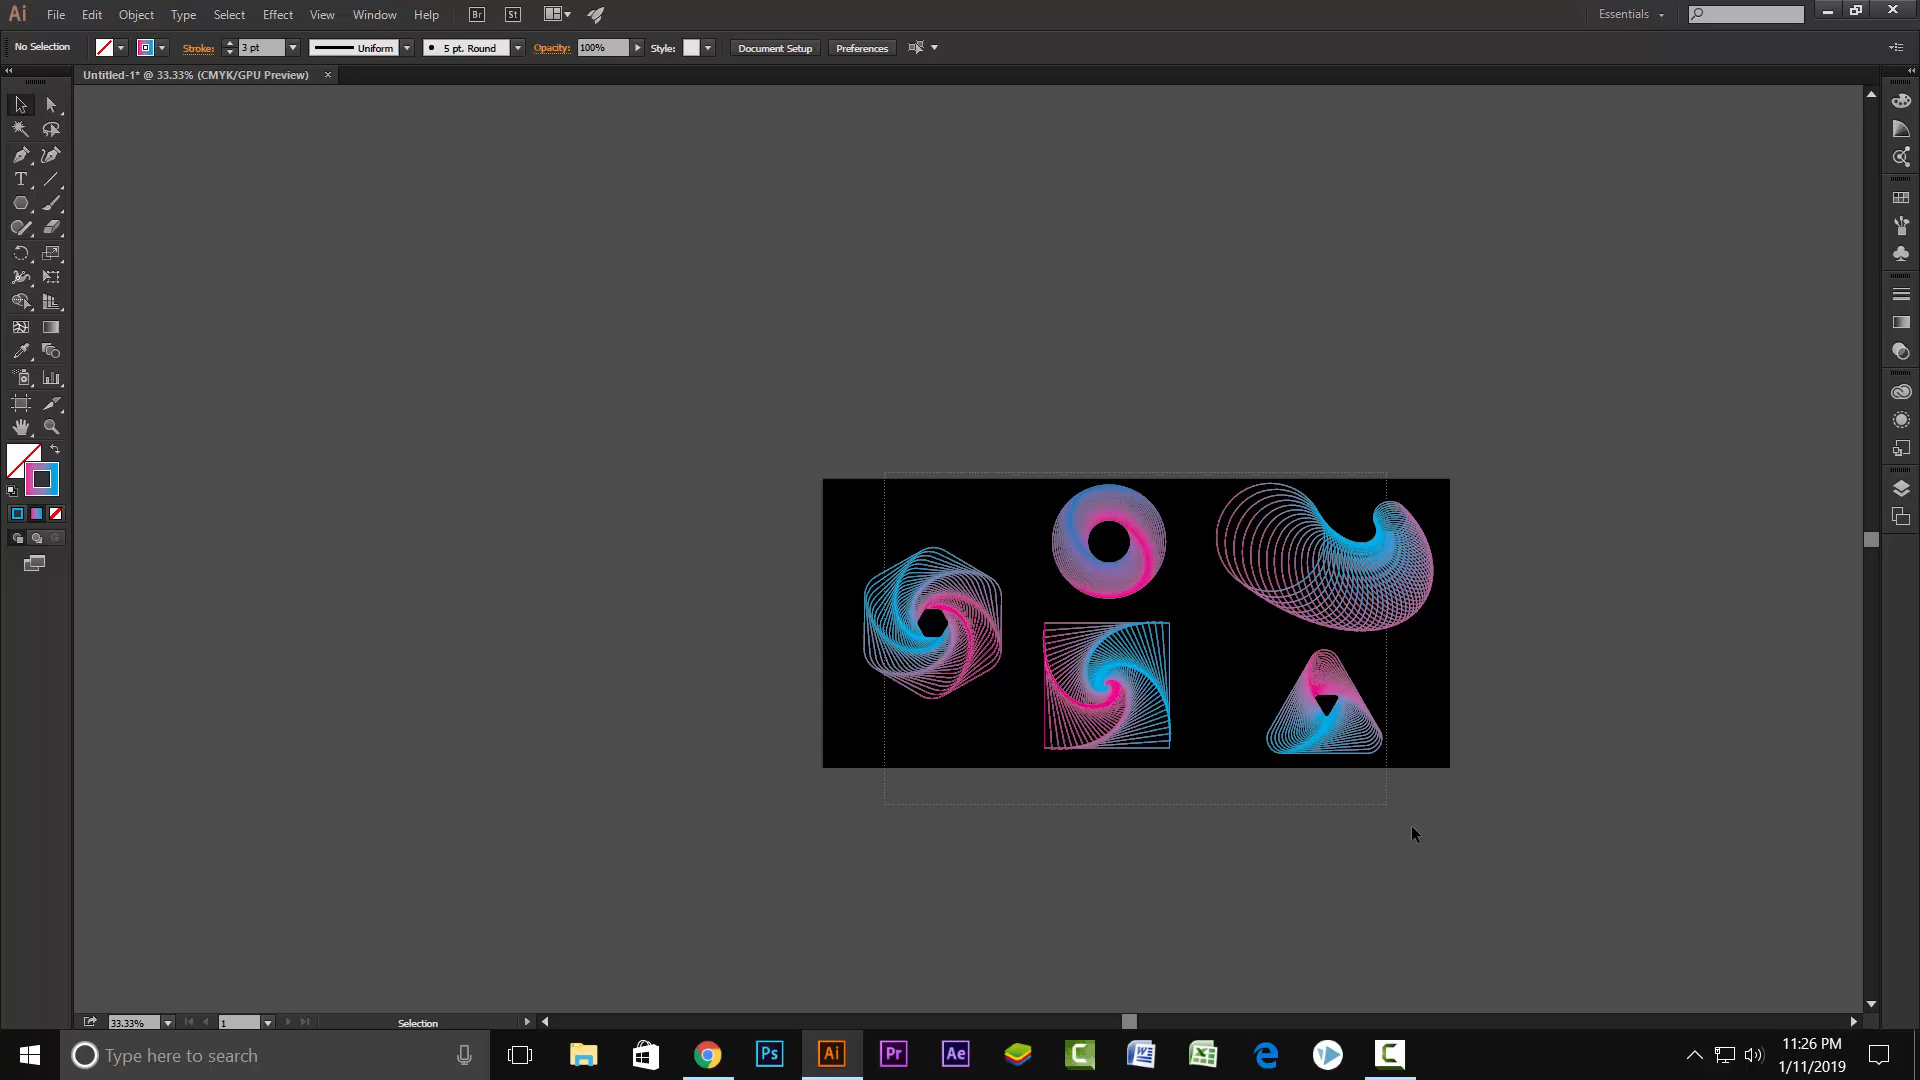 Ai File Edit Object Type Select Effect View Window Help Br St Essentials
No Selection Stroke: 3 pt Uniform 5 pt. Round Opacity: 100% Style: Document Setup Preferences
Untitled-1* @ 33.33% (CMYK/GPU Preview) ×
T
33.33% 1 Selection
Type here to search Ps Ai Pr Ae 11:26 PM
1/11/2019